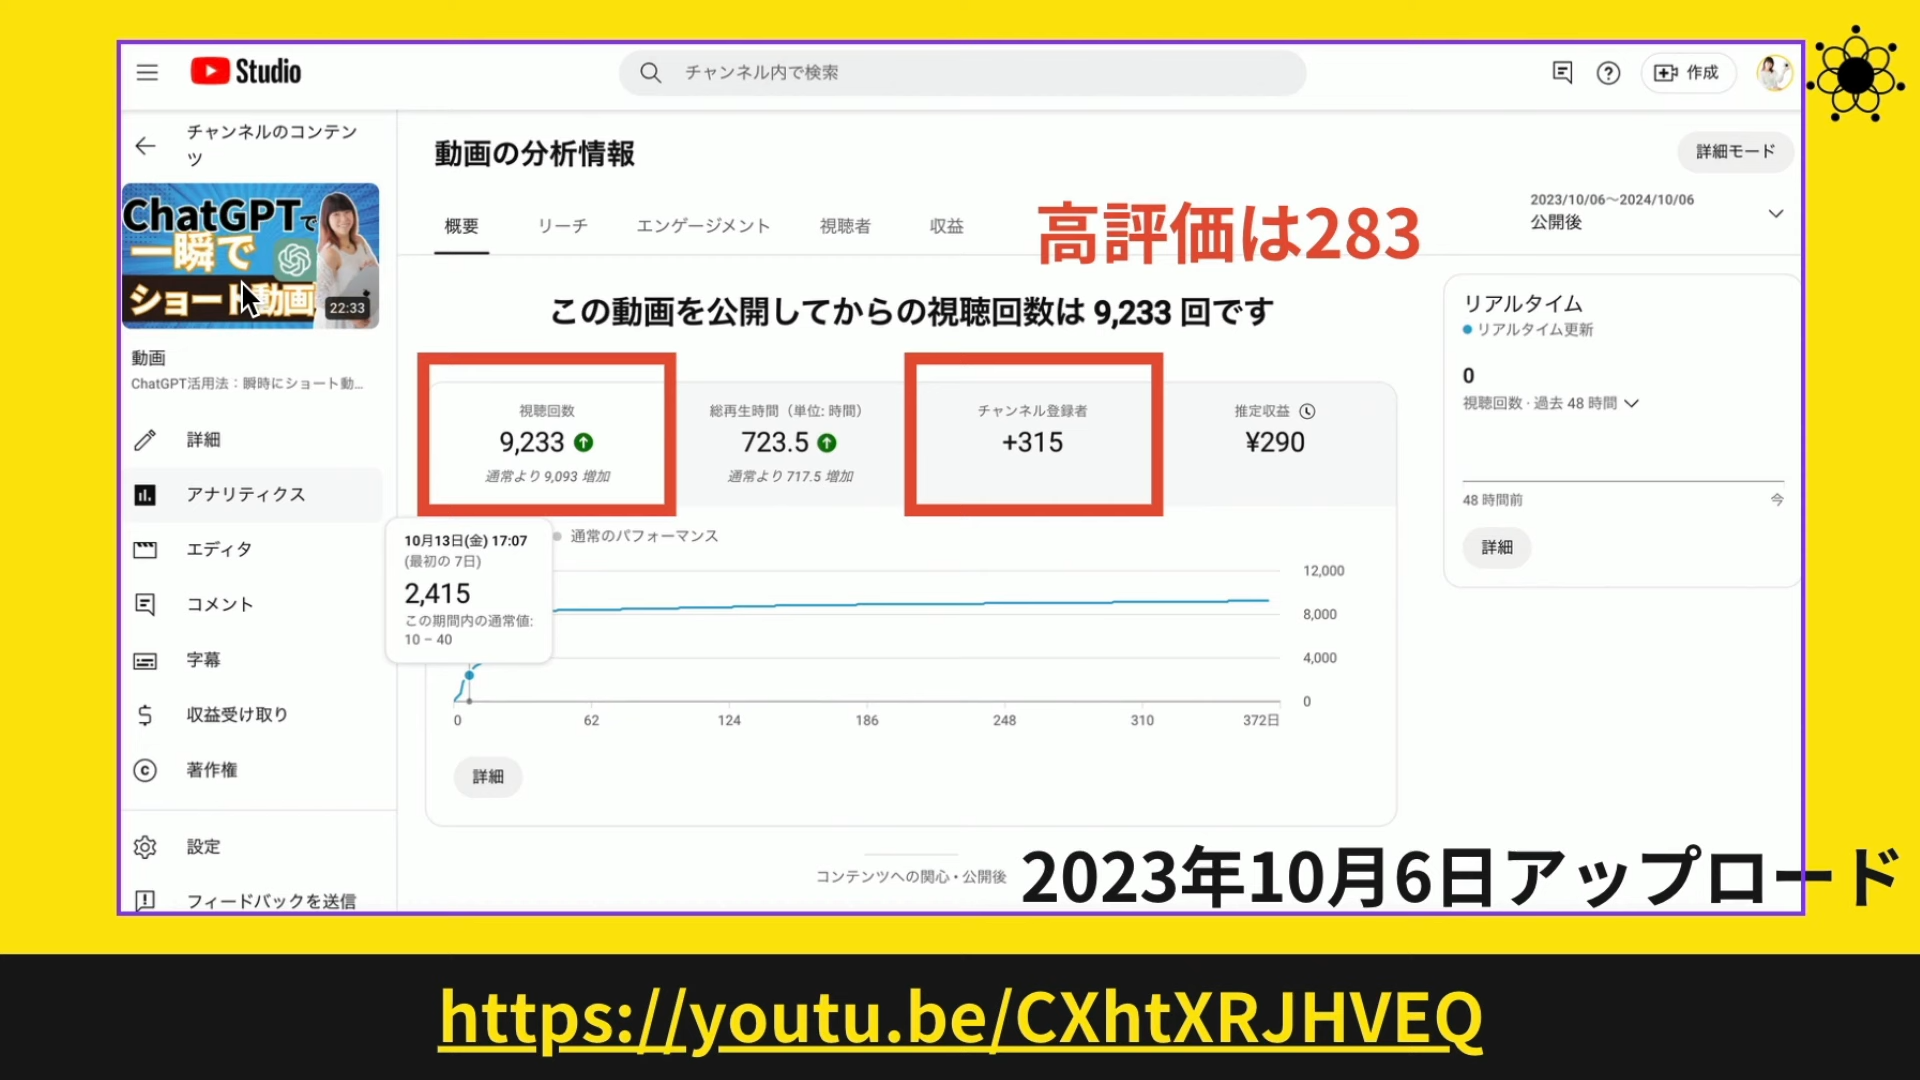 Studio
チャンネル内で検索
作成
チャンネルのコンテン
ツ
ChatGPTで
一瞬で
ショート動画
22:33
動画
ChatGPT活用法：瞬時にショート動…
詳細
アナリティクス
エディタ
コメント
字幕
収益受け取り
著作権
設定
フィードバックを送信
動画の分析情報
詳細モード
概要
リーチ
エンゲージメント
視聴者
収益
高評価は283
2023/10/06～2024/10/06
公開後
この動画を公開してからの視聴回数は 9,233 回です
視聴回数
9,233
通常より 9,093 増加
総再生時間（単位: 時間）
723.5
通常より 717.5 増加
チャンネル登録者
+315
推定収益
¥290
10月13日(金) 17:07
(最初の 7日)
2,415
この期間内の通常値:
10 – 40
通常のパフォーマンス
12,000
8,000
4,000
0
0
62
124
186
248
310
372日
詳細
リアルタイム
リアルタイム更新
0
視聴回数 · 過去 48 時間
48 時間前
今
詳細
コンテンツへの関心 • 公開後
2023年10月6日アップロード
https://youtu.be/CXhtXRJHVEQ